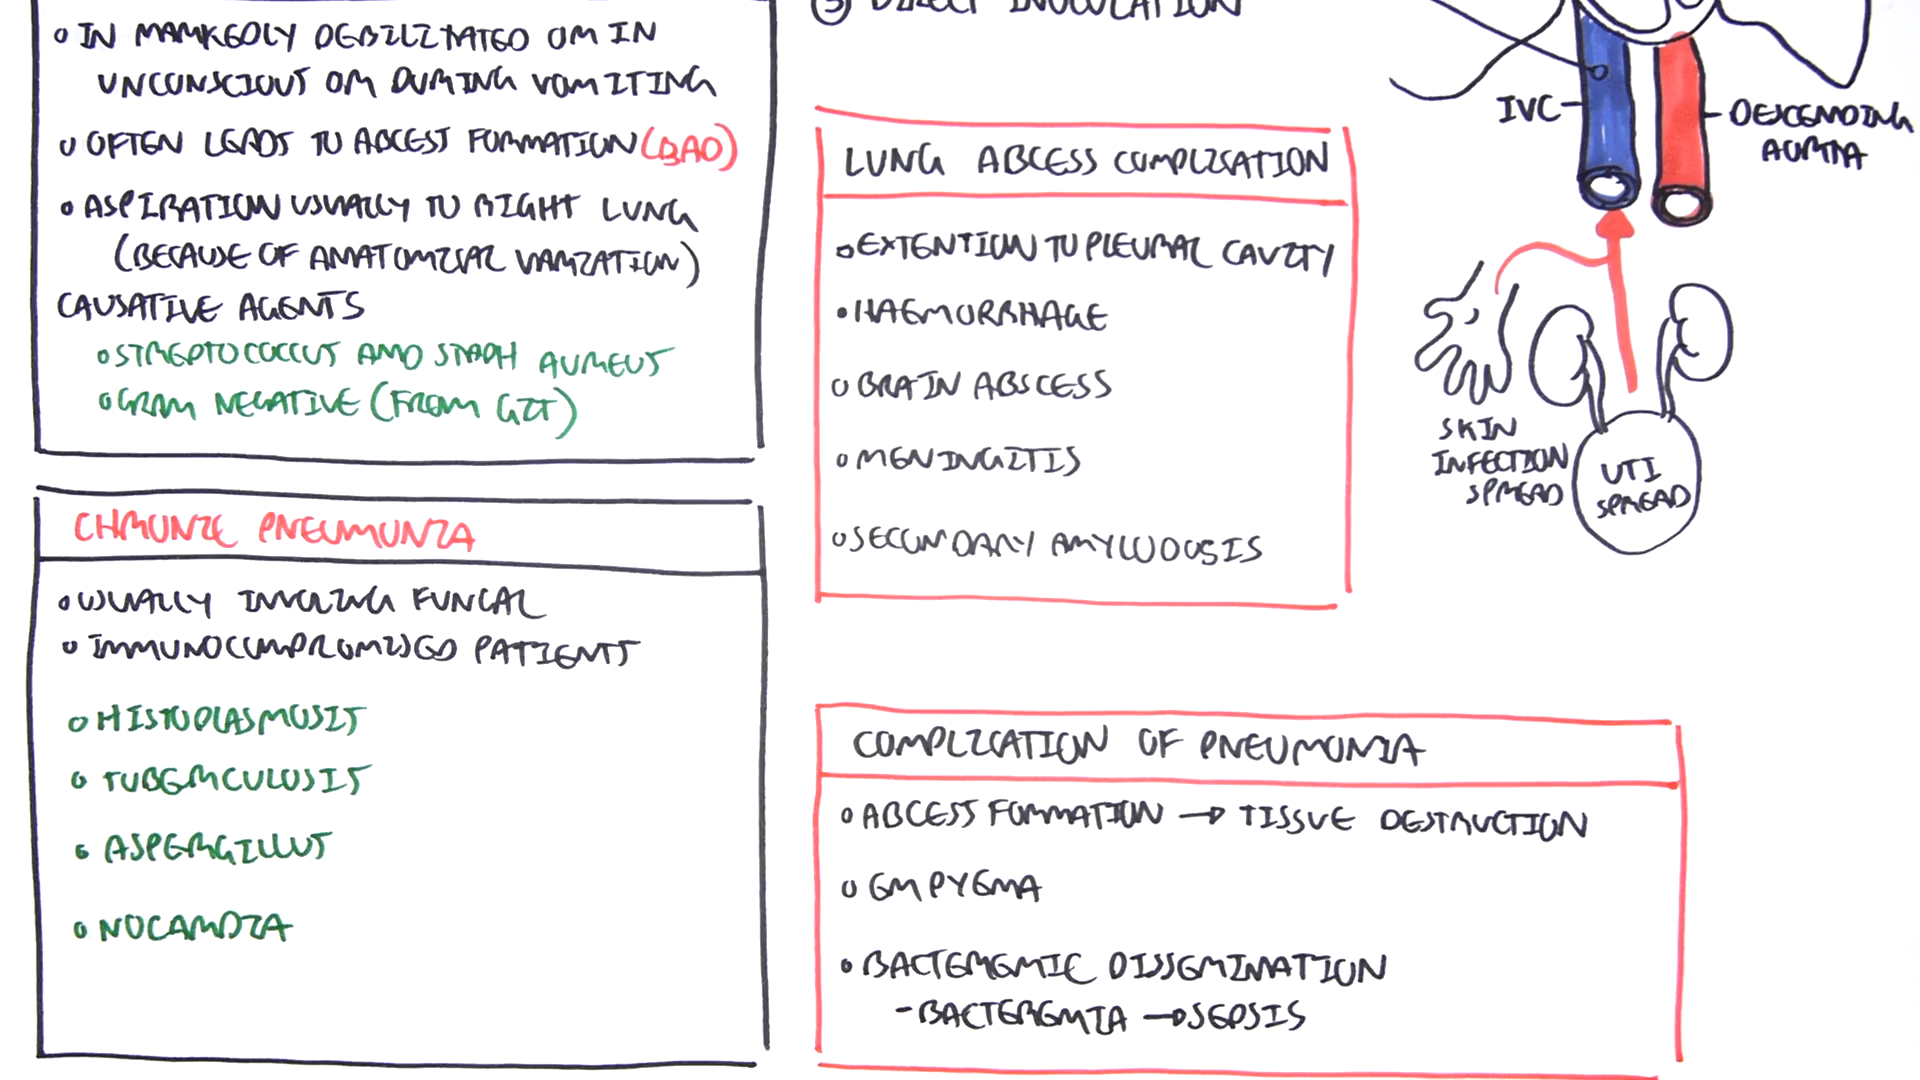 ③ DIRECT INOCULATION
o IN MARKEDLY DEBILITATED OR IN
UNCONSCIOUS OR DURING VOMITING
o OFTEN LEADS TO ABCESS FORMATION (BAD)
o ASPIRATION USUALLY TO RIGHT LUNG
(BECAUSE OF ANATOMICAL VARIATION)
CAUSATIVE AGENTS
o STREPTOCOCCUS AND STAPH AUREUS
o GRAM NEGATIVE (FROM GIT)
CHRONIC PNEUMONIA
o USUALLY INVOLVING FUNGAL
o IMMUNOCOMPROMISED PATIENTS
o HISTOPLASMOSIS
o TUBERCULOSIS
o ASPERGILLUS
o NOCARDIA
LUNG ABCESS COMPLICATION
o EXTENTION TO PLEURAL CAVITY
o HAEMORRHAGE
o BRAIN ABSCESS
o MENINGITIS
o SECONDARY AMYLOIDOSIS
COMPLICATION OF PNEUMONIA
o ABCESS FORMATION → TISSUE DESTRUCTION
o EMPYEMA
o BACTEREMIC DISSEMINATION
- BACTEREMIA → SEPSIS
IVC
DESCENDING
AORTA
SKIN
INFECTION
SPREAD
UTI
SPREAD